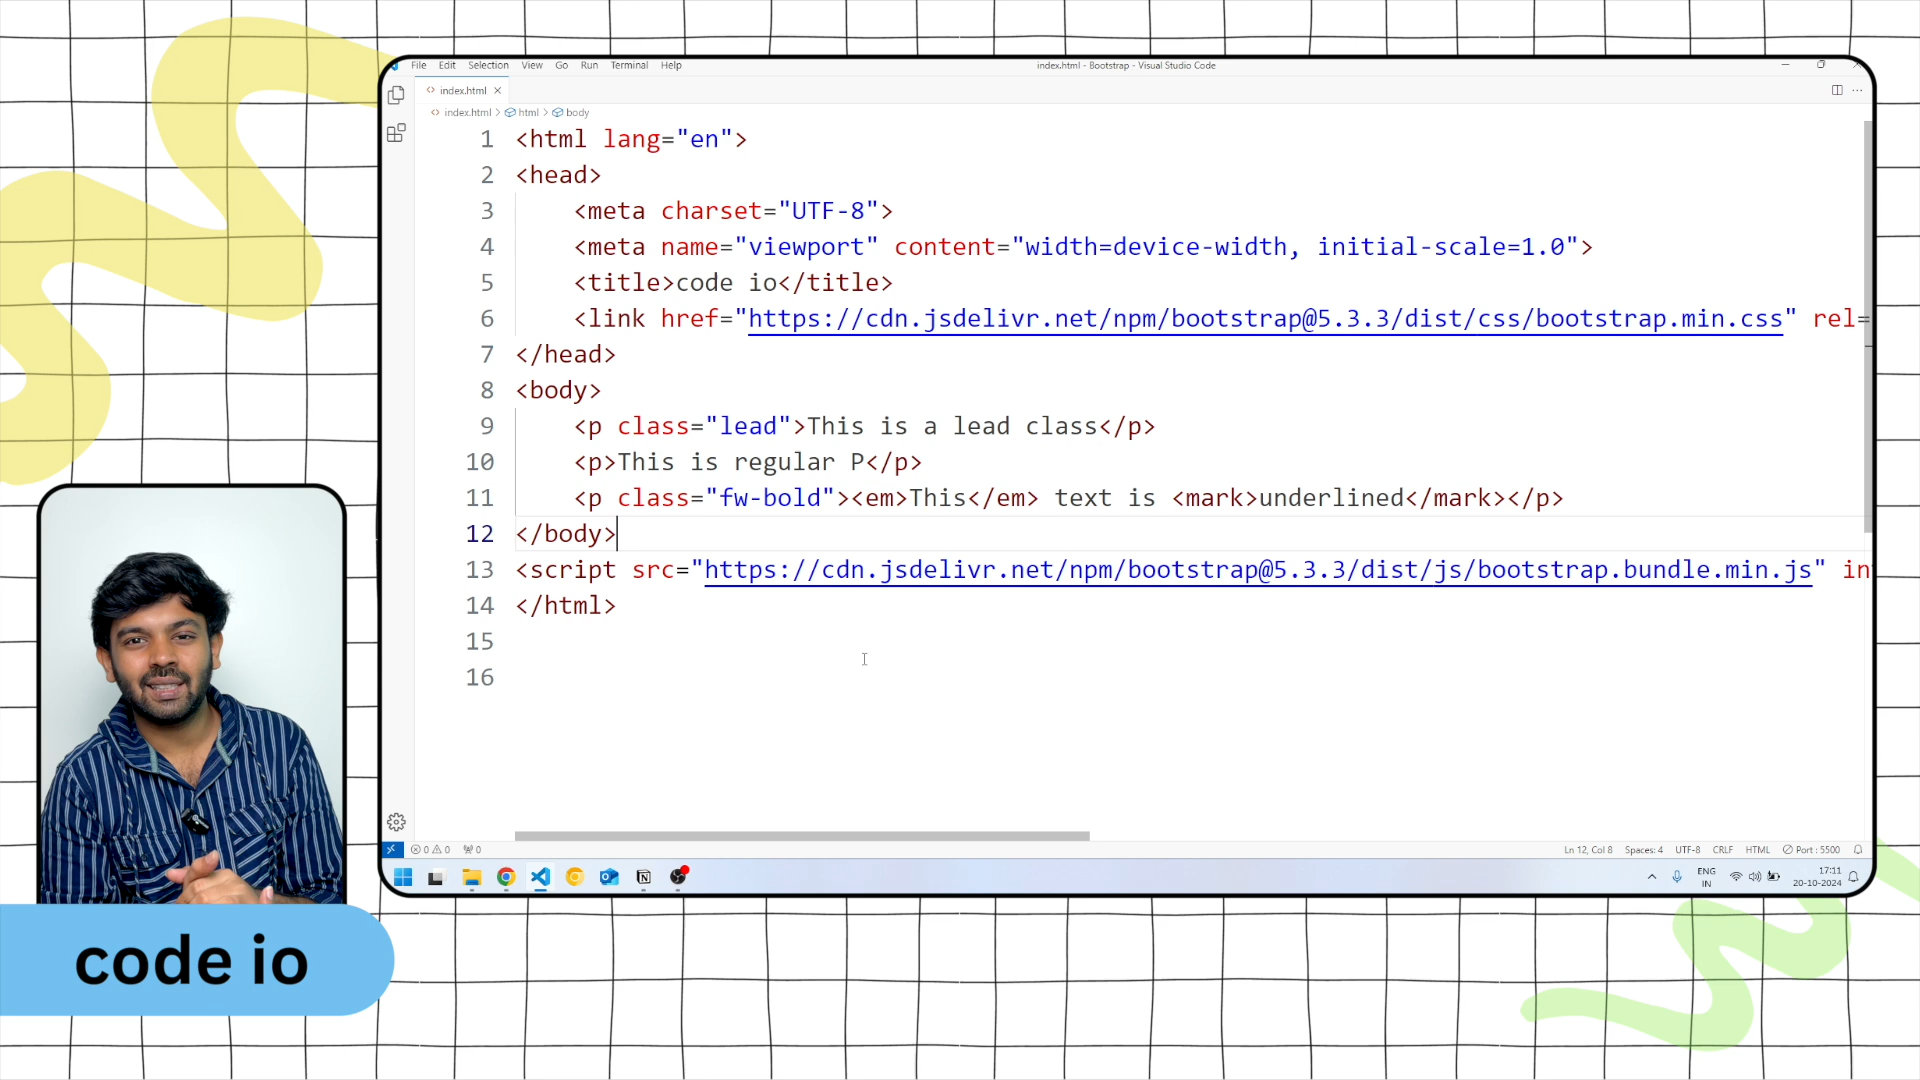 File Edit Selection View Go Run Terminal Help
index.html - Bootstrap - Visual Studio Code
index.html
index.html > html > body
1 <html lang="en">
2 <head>
3 <meta charset="UTF-8">
4 <meta name="viewport" content="width=device-width, initial-scale=1.0">
5 <title>code io</title>
6 <link href="https://cdn.jsdelivr.net/npm/bootstrap@5.3.3/dist/css/bootstrap.min.css" rel=
7 </head>
8 <body>
9 <p class="lead">This is a lead class</p>
10 <p>This is regular P</p>
11 <p class="fw-bold"><em>This</em> text is <mark>underlined</mark></p>
12 </body>
13 <script src="https://cdn.jsdelivr.net/npm/bootstrap@5.3.3/dist/js/bootstrap.bundle.min.js" in
14 </html>
15
16
0 0 0
Ln 12, Col 8 Spaces: 4 UTF-8 CRLF HTML Port : 5500
ENG
IN
17:11
20-10-2024
code io